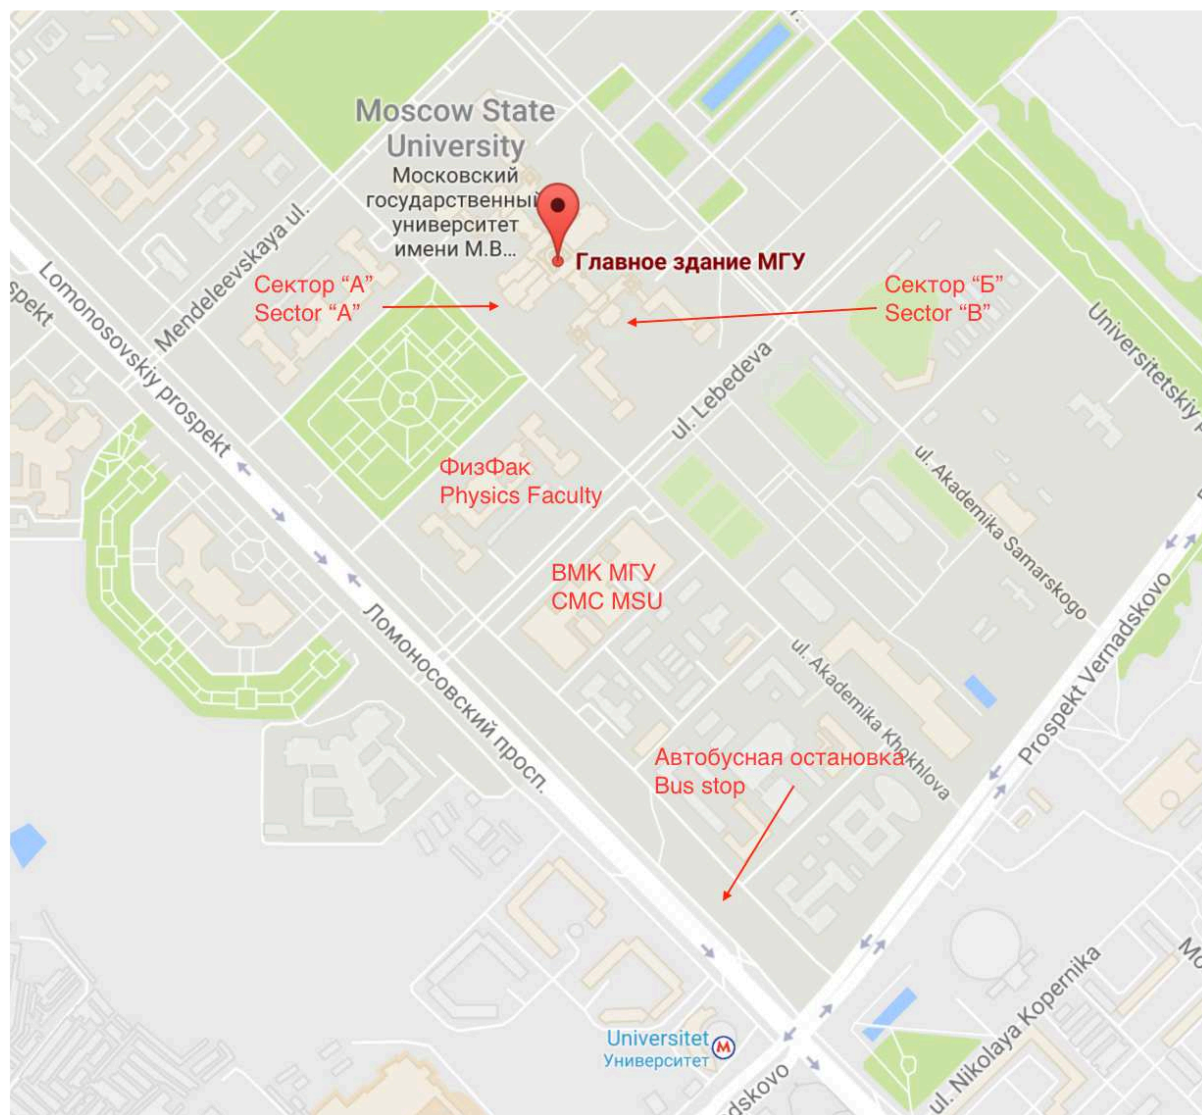 Moscow State
University
Московский
государственный
университет
имени М.В...
Главное здание МГУ
Mendeleevskaya ul.
Сектор “А”
Sector “A”
Сектор “Б”
Sector “B”
Lomonosovskiy prospekt
spekt
ul. Lebedeva
Universitetskiy
ФизФак
Physics Faculty
ul. Akademika Samarskogo
ВМК МГУ
CMC MSU
Ломоносовский просп.
ul. Akademika Khokhlova
Prospekt Vernadskovo
Автобусная остановка
Bus stop
ul. Nikolaya Kopernika
Universitet
Университет
М
dskovo